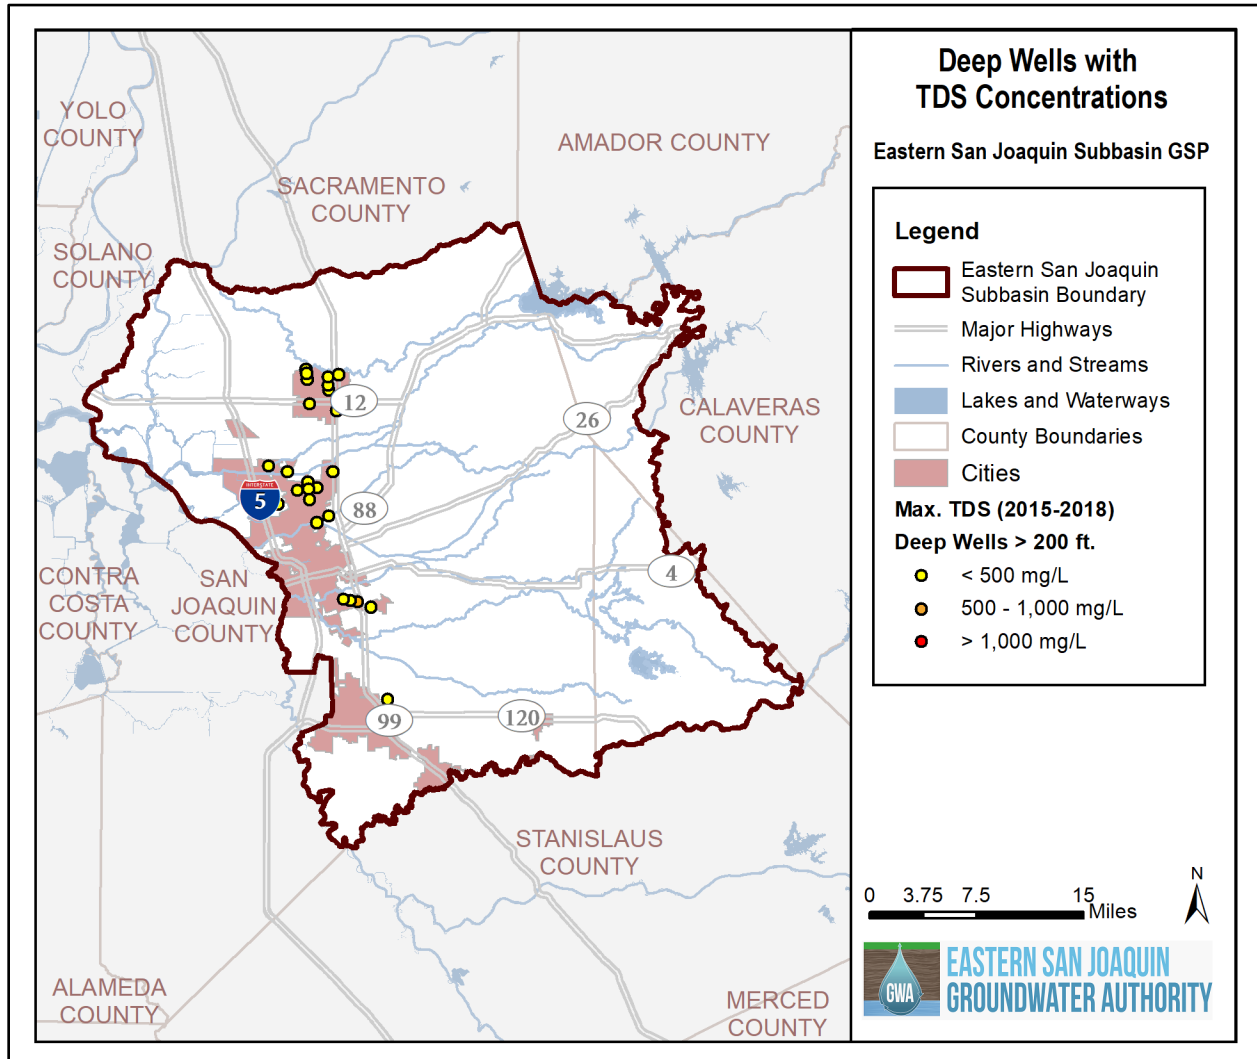 YOLO
COUNTY
AMADOR COUNTY
SACRAMENTO
COUNTY
SOLANO
COUNTY
12
26
CALAVERAS
COUNTY
INTERSTATE
5
88
4
CONTRA
COSTA
COUNTY
SAN
JOAQUIN
COUNTY
99
120
STANISLAUS
COUNTY
ALAMEDA
COUNTY
MERCED
COUNTY
Deep Wells with
TDS Concentrations
Eastern San Joaquin Subbasin GSP
Legend
Eastern San Joaquin
Subbasin Boundary
Major Highways
Rivers and Streams
Lakes and Waterways
County Boundaries
Cities
Max. TDS (2015-2018)
Deep Wells > 200 ft.
< 500 mg/L
500 - 1,000 mg/L
> 1,000 mg/L
N
0 3.75 7.5 15
Miles
GWA
EASTERN SAN JOAQUIN
GROUNDWATER AUTHORITY